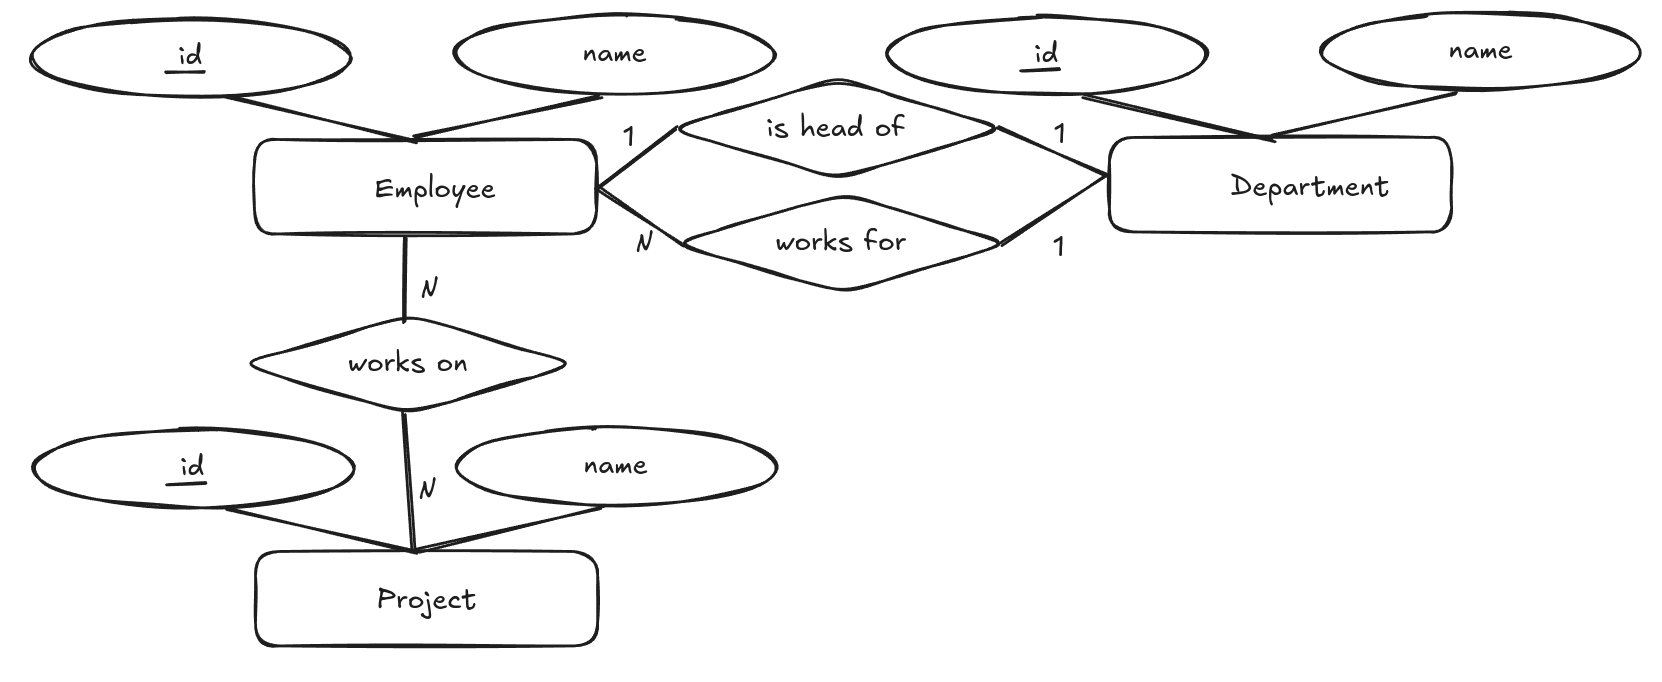 id
name
id
name
is head of
1
1
Employee
Department
works for
N
1
N
works on
id
name
N
Project